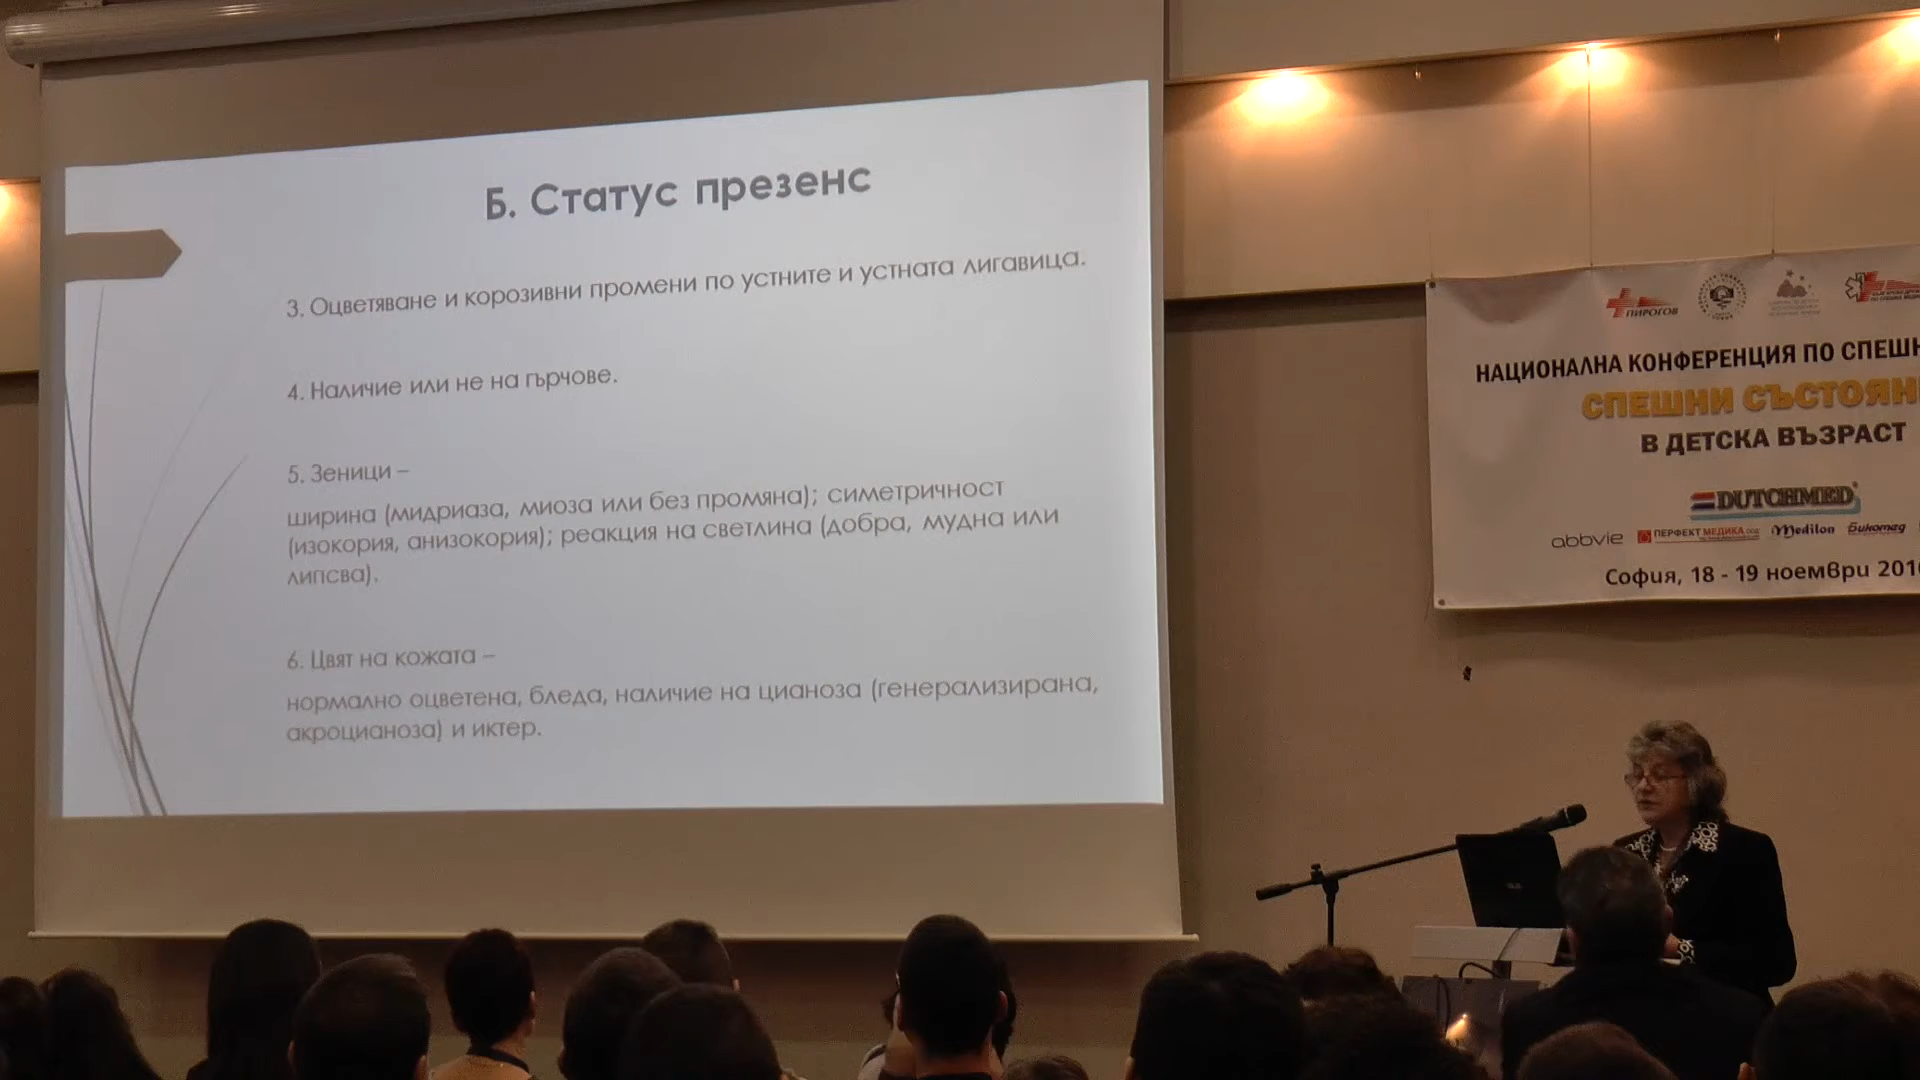 Б. Статус презенс
3. Оцветяване и корозивни промени по устните и устната лигавица.
4. Наличие или не на гърчове.
5. Зеници –
ширина (мидриаза, миоза или без промяна); симетричност
(изокория, анизокория); реакция на светлина (добра, мудна или
липсва).
6. Цвят на кожата –
нормално оцветена, бледа, наличие на цианоза (генерализирана,
акроцианоза) и иктер.
ПИРОГОВ
НАЦИОНАЛНА КОНФЕРЕНЦИЯ ПО СПЕШН
СПЕШНИ СЪСТОЯН
В ДЕТСКА ВЪЗРАСТ
DUTCHMED
abbvie ПЕРФЕКТ МЕДИКА Medilon Бикомед
София, 18 - 19 ноември 201